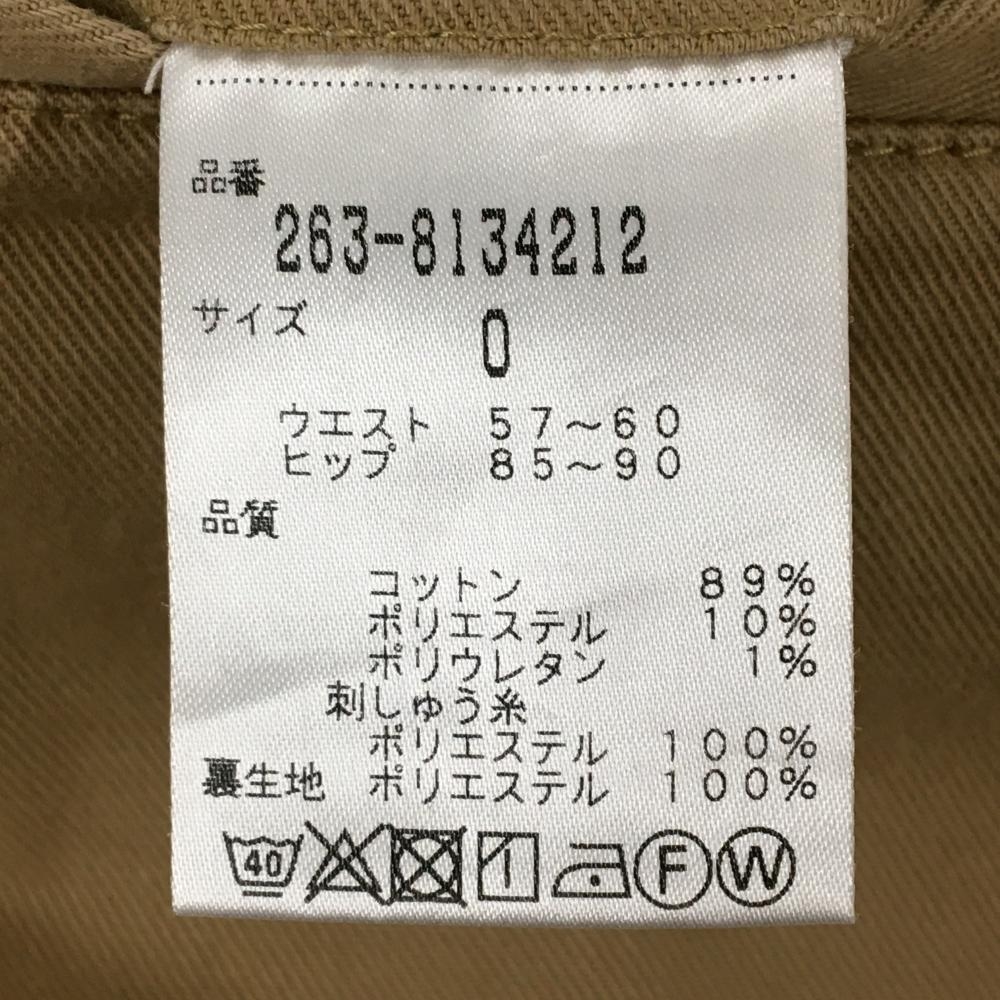 品番
263-8134212
サイズ
0
ウエスト 57~60
ヒップ 85~90
品質
コットン 89%
ポリエステル 10%
ポリウレタン 1%
刺しゅう糸
ポリエステル 100%
裏生地 ポリエステル 100%
40 F W